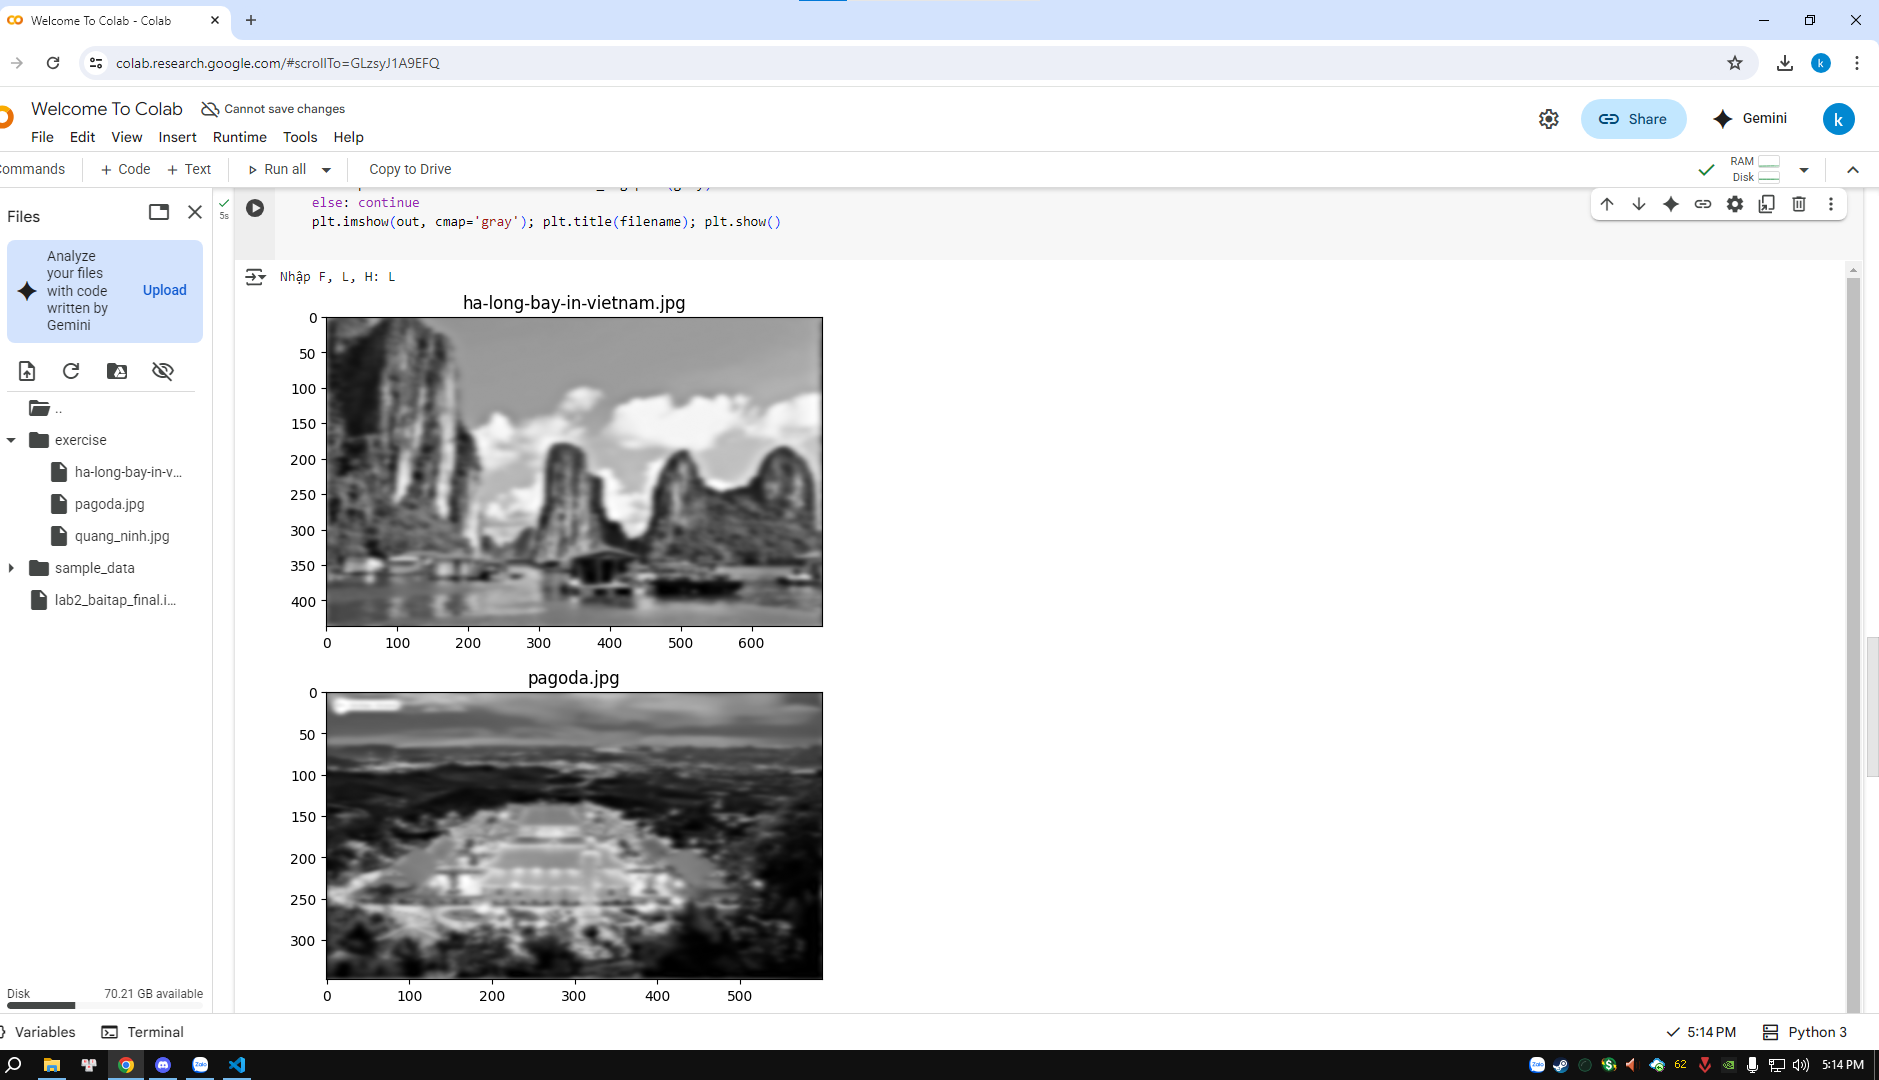 Welcome To Colab - Colab
colab.research.google.com/#scrollTo=GLzsyJ1A9EFQ
k
Welcome To Colab
Cannot save changes
File Edit View Insert Runtime Tools Help
Share
Gemini
k
ommands
+ Code + Text
Run all
Copy to Drive
RAM
Disk
Files
Analyze
your files
with code
written by
Gemini
Upload
..
exercise
ha-long-bay-in-v...
pagoda.jpg
quang_ninh.jpg
sample_data
lab2_baitap_final.i...
Disk 70.21 GB available
5s
else: continue
plt.imshow(out, cmap='gray'); plt.title(filename); plt.show()
Nhập F, L, H: L
ha-long-bay-in-vietnam.jpg
0
50
100
150
200
250
300
350
400
0 100 200 300 400 500 600
pagoda.jpg
0
50
100
150
200
250
300
0 100 200 300 400 500
Variables
Terminal
5:14 PM
Python 3
Zalo
Zalo
62
5:14 PM